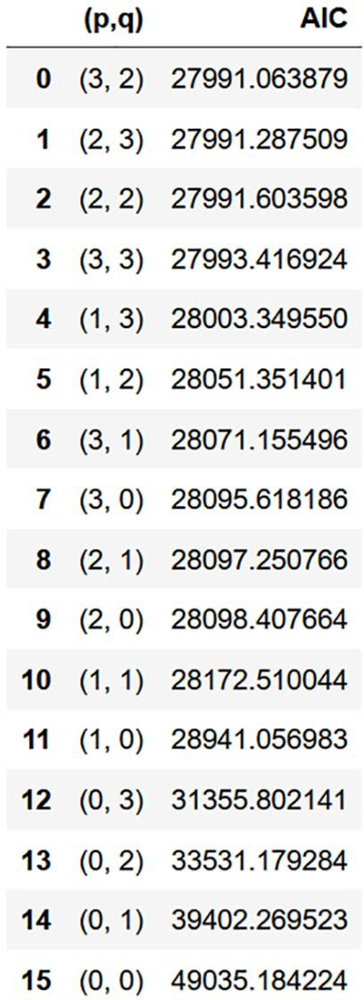 (p,q) AIC
0 (3, 2) 27991.063879
1 (2, 3) 27991.287509
2 (2, 2) 27991.603598
3 (3, 3) 27993.416924
4 (1, 3) 28003.349550
5 (1, 2) 28051.351401
6 (3, 1) 28071.155496
7 (3, 0) 28095.618186
8 (2, 1) 28097.250766
9 (2, 0) 28098.407664
10 (1, 1) 28172.510044
11 (1, 0) 28941.056983
12 (0, 3) 31355.802141
13 (0, 2) 33531.179284
14 (0, 1) 39402.269523
15 (0, 0) 49035.184224